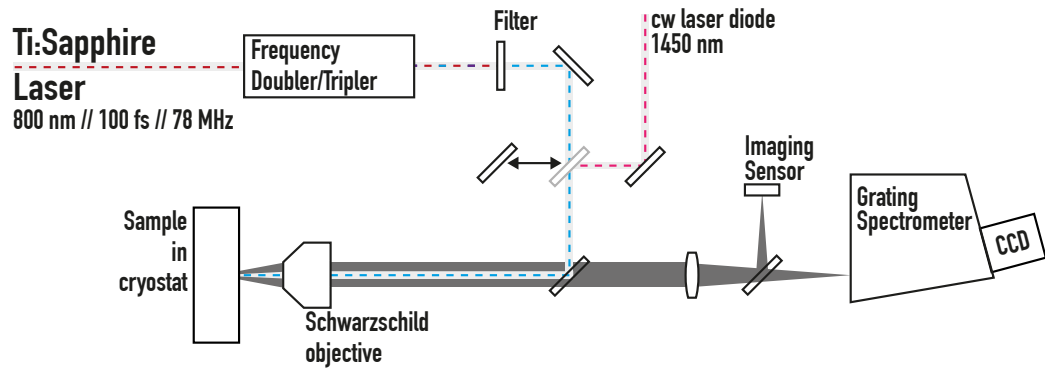 Ti:Sapphire
Laser
800 nm // 100 fs // 78 MHz
Frequency
Doubler/Tripler
Filter
cw laser diode
1450 nm
Imaging
Sensor
Grating
Spectrometer
CCD
Sample
in
cryostat
Schwarzschild
objective